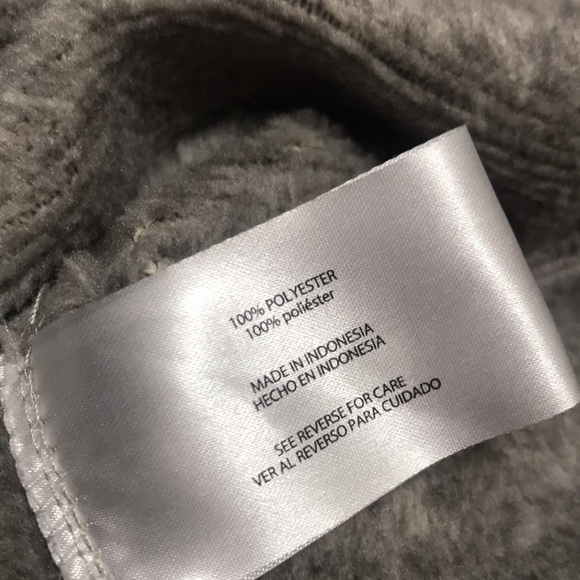 100% POLYESTER
100% poliéster
MADE IN INDONESIA
HECHO EN INDONESIA
SEE REVERSE FOR CARE
VER AL REVERSO PARA CUIDADO